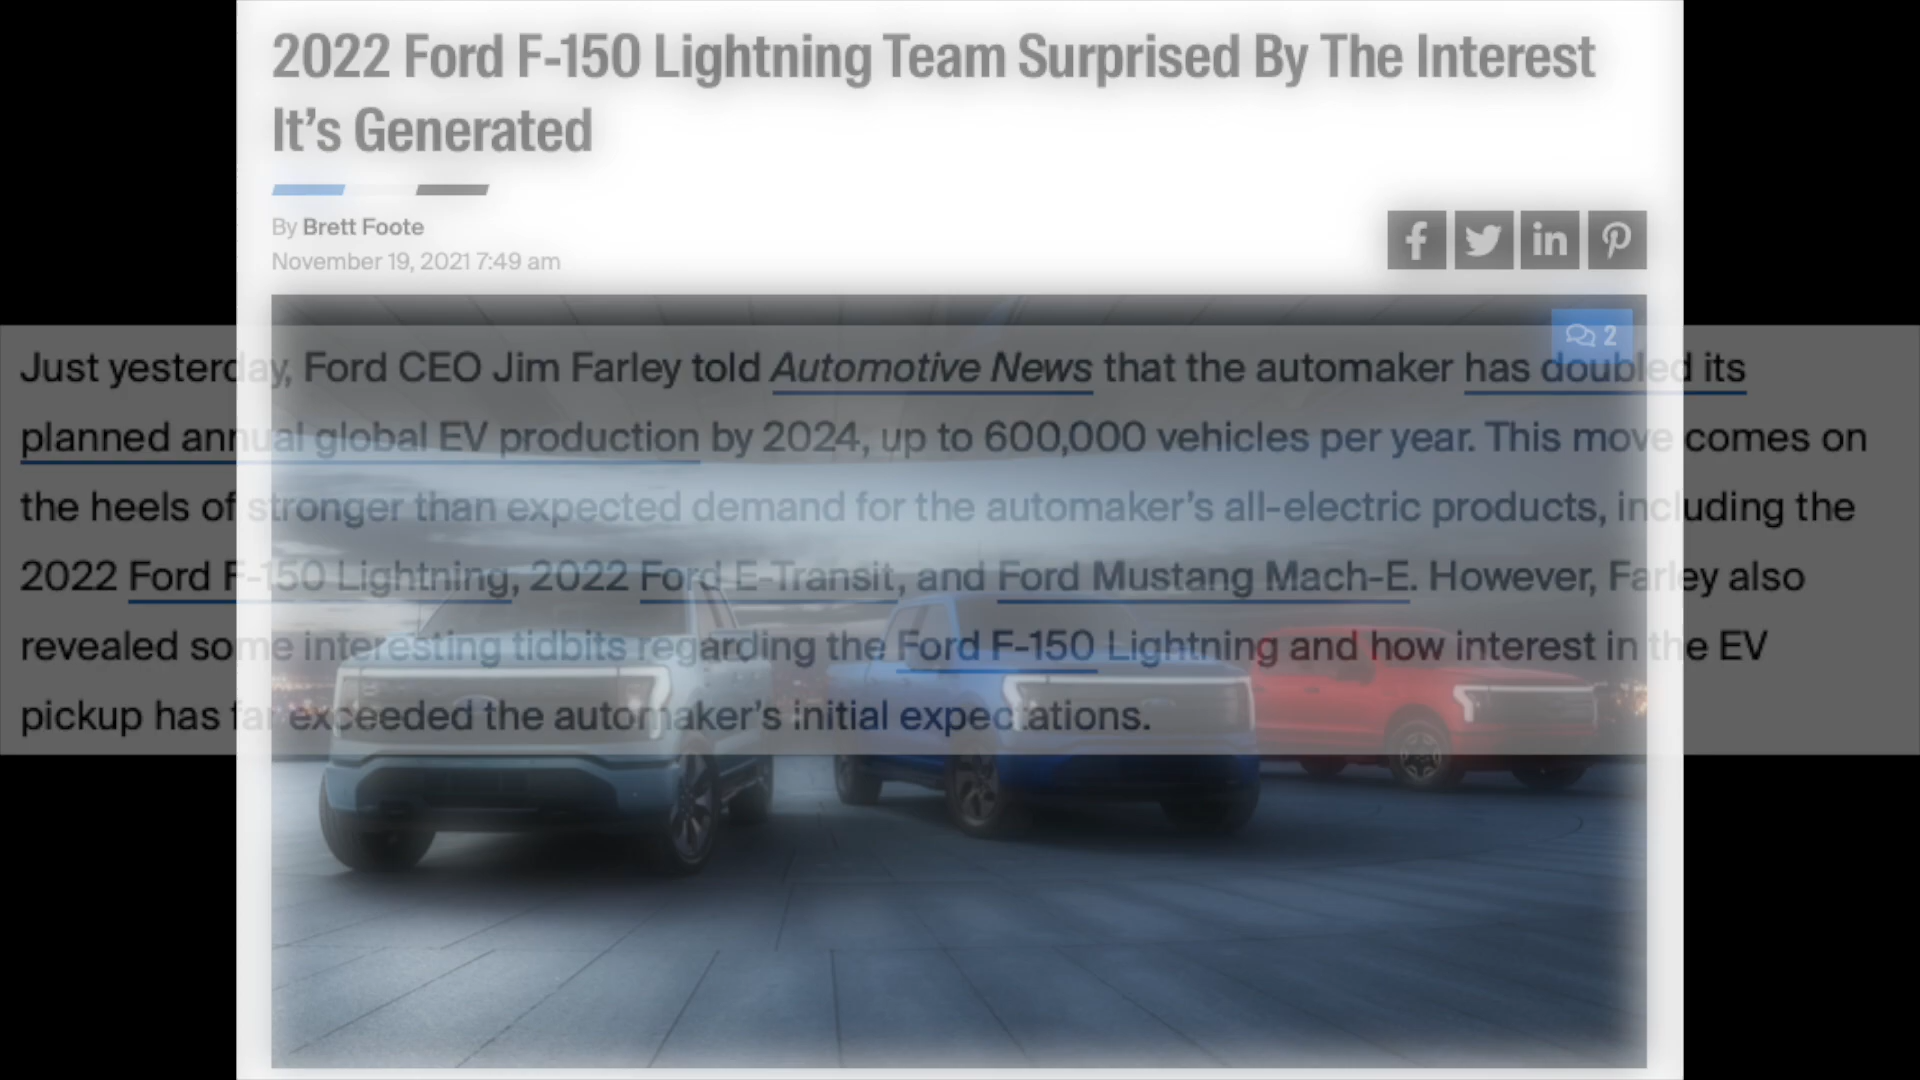 2022 Ford F-150 Lightning Team Surprised By The Interest
It's Generated
By Brett Foote
November 19, 2021 7:49 am
2
Just yesterday, Ford CEO Jim Farley told Automotive News that the automaker has doubled its
planned annual global EV production by 2024, up to 600,000 vehicles per year. This move comes on
the heels of stronger than expected demand for the automaker's all-electric products, including the
2022 Ford F-150 Lightning, 2022 Ford E-Transit, and Ford Mustang Mach-E. However, Farley also
revealed some interesting tidbits regarding the Ford F-150 Lightning and how interest in the EV
pickup has far exceeded the automaker's initial expectations.